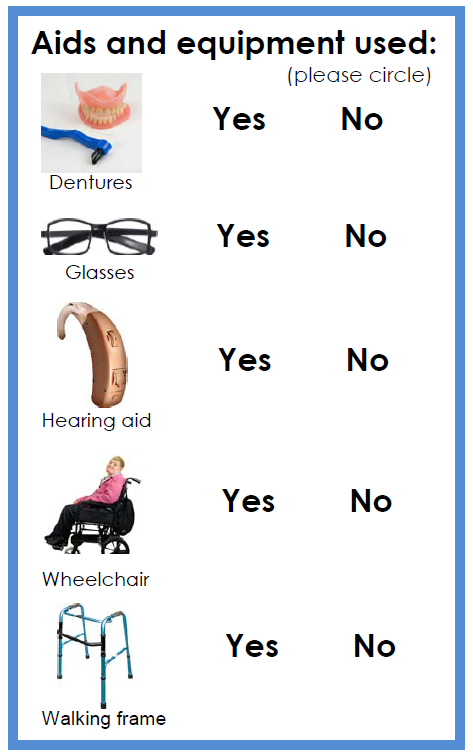 Aids and equipment used:
(please circle)
Yes No
Dentures
Yes No
Glasses
Yes No
Hearing aid
Yes No
Wheelchair
Yes No
Walking frame